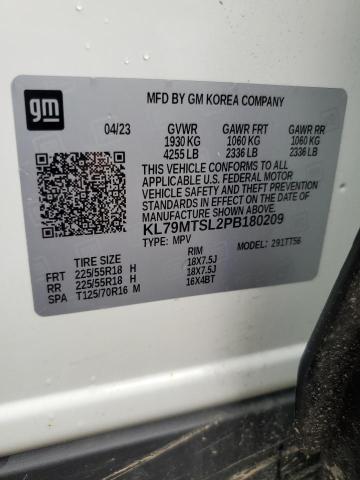 gm
MFD BY GM KOREA COMPANY
04/23 GVWR GAWR FRT GAWR RR
1930 KG 1060 KG 1060 KG
4255 LB 2336 LB 2336 LB
THIS VEHICLE CONFORMS TO ALL
APPLICABLE U.S. FEDERAL MOTOR
VEHICLE SAFETY AND THEFT PREVENTION
STANDARDS IN EFFECT ON THE DATE OF
MANUFACTURE SHOWN ABOVE.
KL79MTSL2PB180209
TYPE: MPV MODEL: 291TT56
TIRE SIZE RIM
FRT 225/55R18 H 18X7.5J
RR 225/55R18 H 18X7.5J
SPA T125/70R16 M 16X4BT